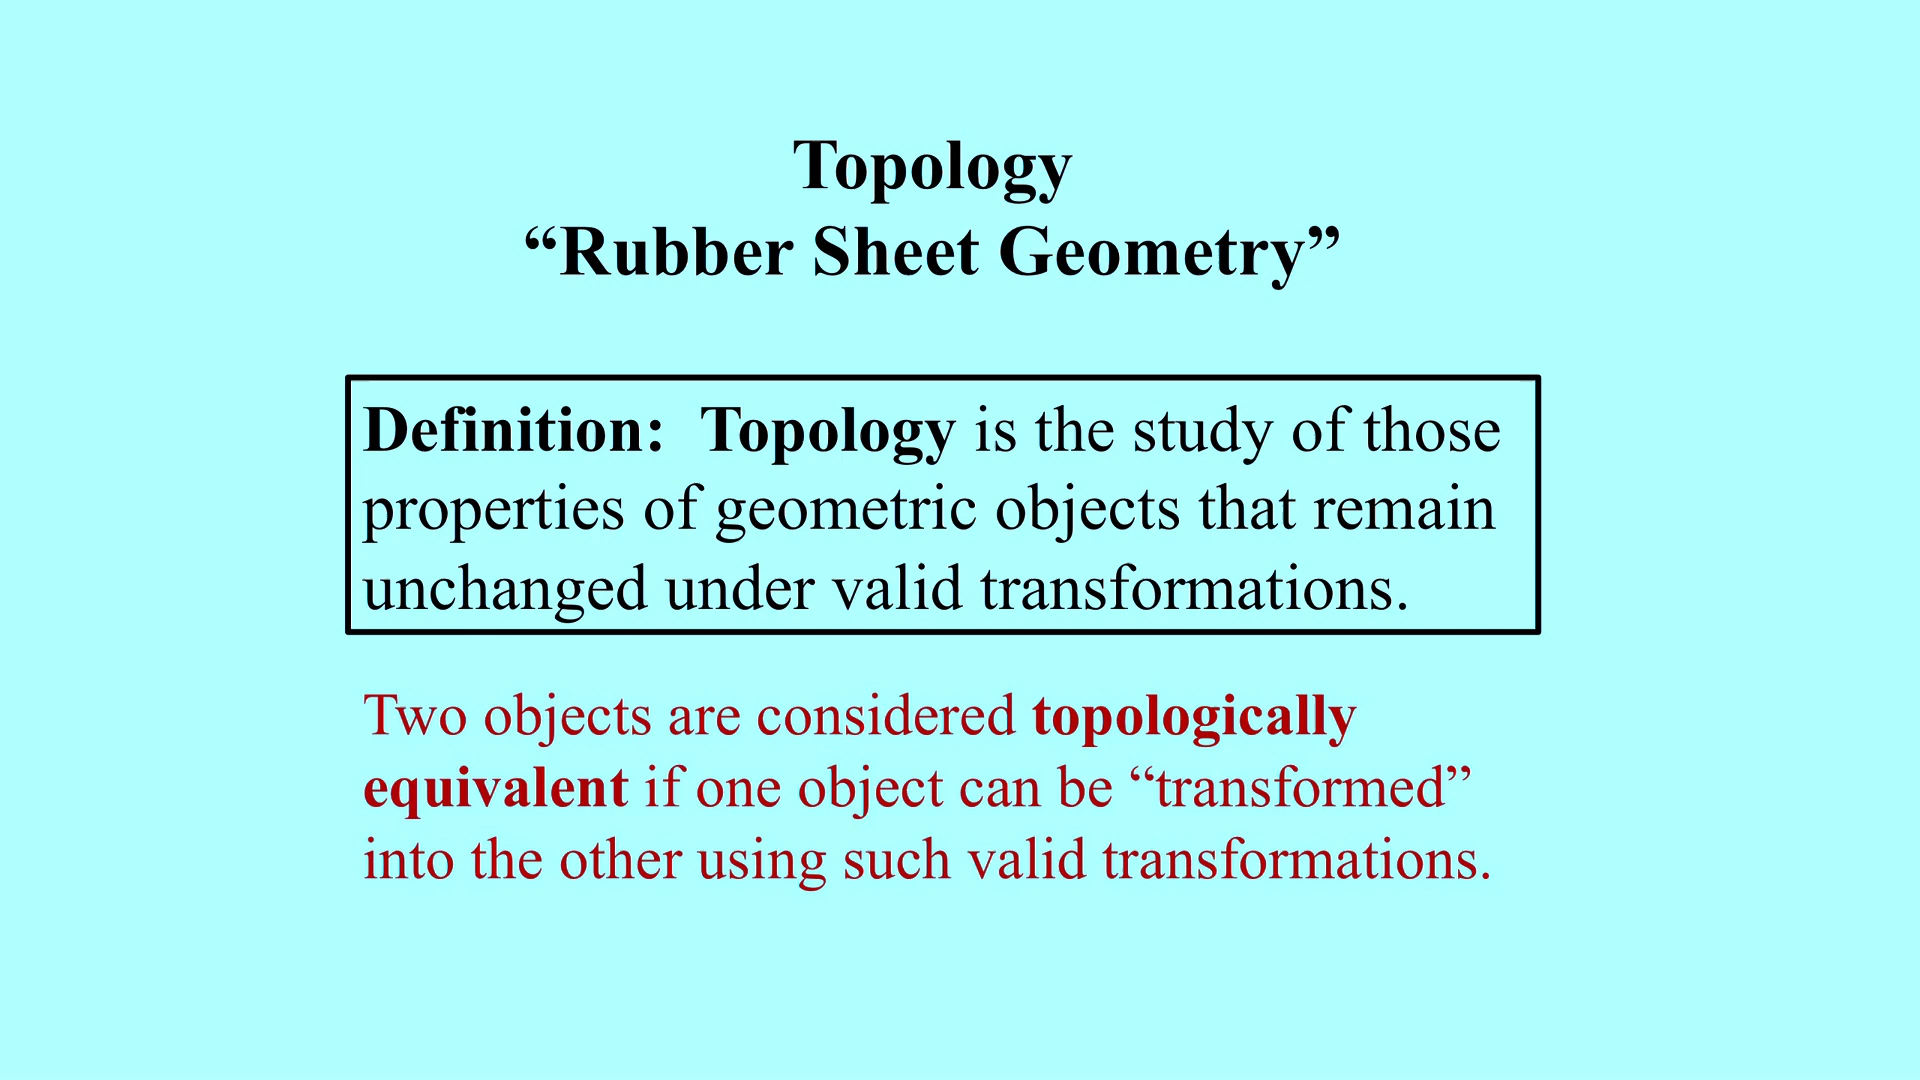 Topology
“Rubber Sheet Geometry”
Definition:  Topology is the study of those
properties of geometric objects that remain
unchanged under valid transformations.
Two objects are considered topologically
equivalent if one object can be “transformed”
into the other using such valid transformations.